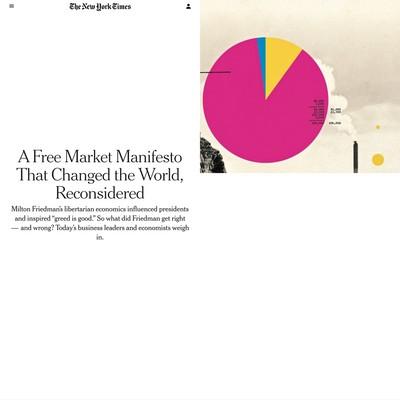 The New York Times
A Free Market Manifesto
That Changed the World,
Reconsidered
Milton Friedman's libertarian economics influenced presidents
and inspired “greed is good.” So what did Friedman get right
— and wrong? Today's business leaders and economists weigh
in.